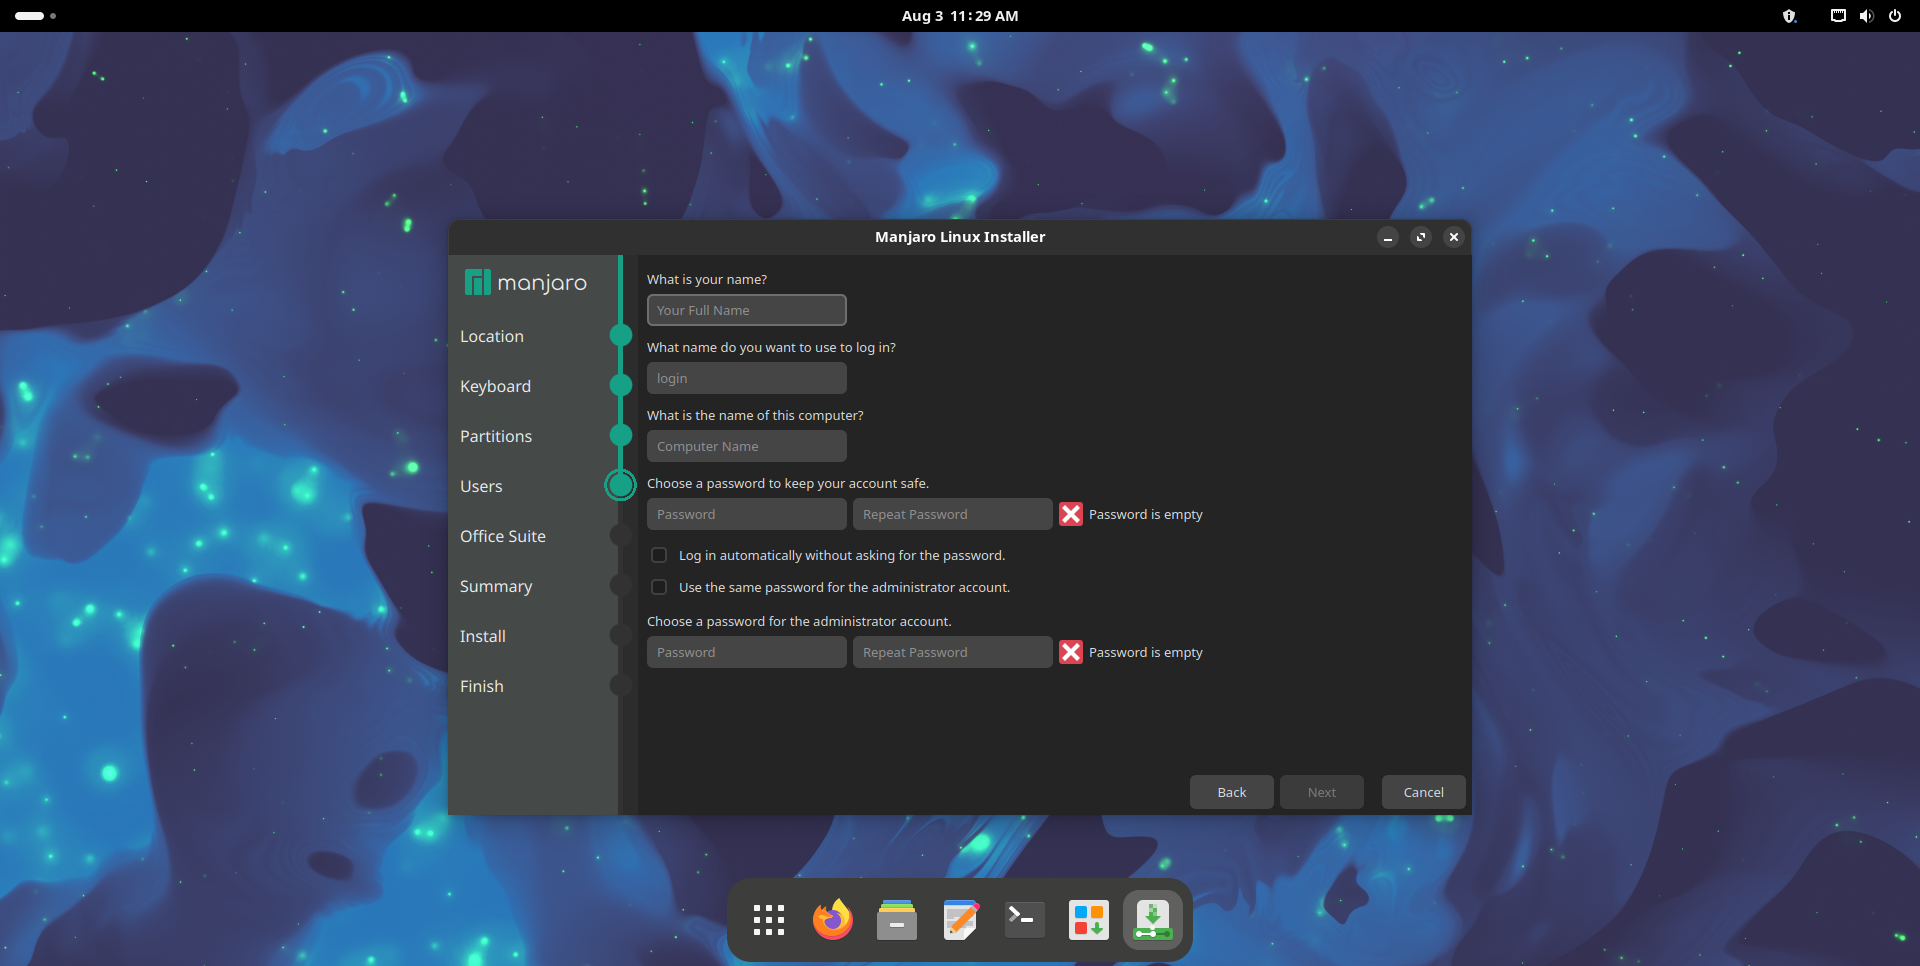 Aug 3 11:29 AM
Manjaro Linux Installer
manjaro
Location
Keyboard
Partitions
Users
Office Suite
Summary
Install
Finish
What is your name?
Your Full Name
What name do you want to use to log in?
login
What is the name of this computer?
Computer Name
Choose a password to keep your account safe.
Password Repeat Password Password is empty
Log in automatically without asking for the password.
Use the same password for the administrator account.
Choose a password for the administrator account.
Password Repeat Password Password is empty
Back Next Cancel